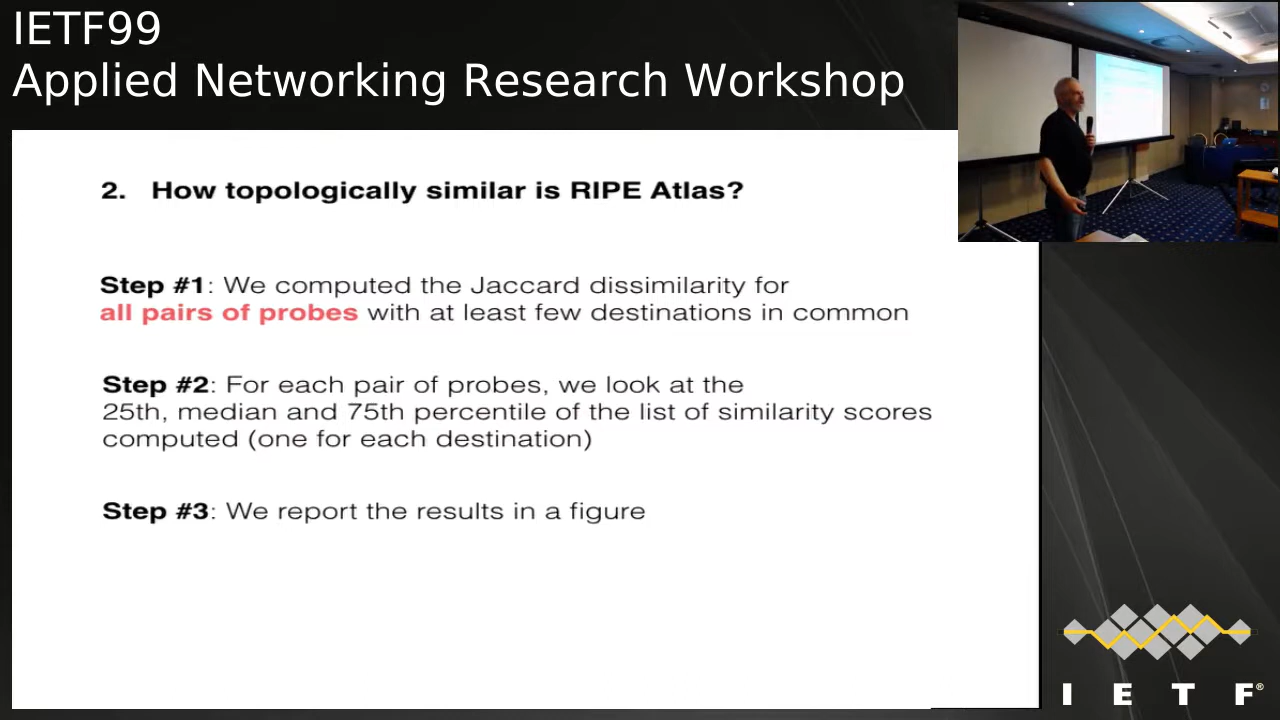 IETF99
Applied Networking Research Workshop
2. How topologically similar is RIPE Atlas?
Step #1: We computed the Jaccard dissimilarity for
all pairs of probes with at least few destinations in common
Step #2: For each pair of probes, we look at the
25th, median and 75th percentile of the list of similarity scores
computed (one for each destination)
Step #3: We report the results in a figure
I E T F®